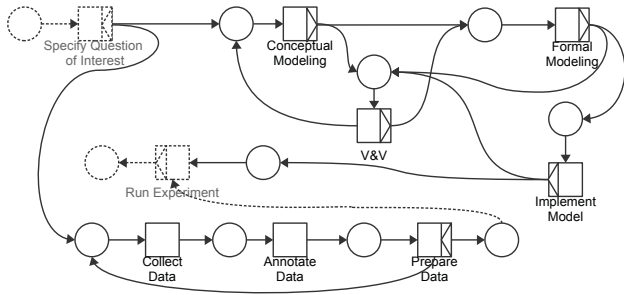 Specify Question
of Interest
Conceptual
Modeling
Formal
Modeling
V&V
Run Experiment
Implement
Model
Collect
Data
Annotate
Data
Prepare
Data